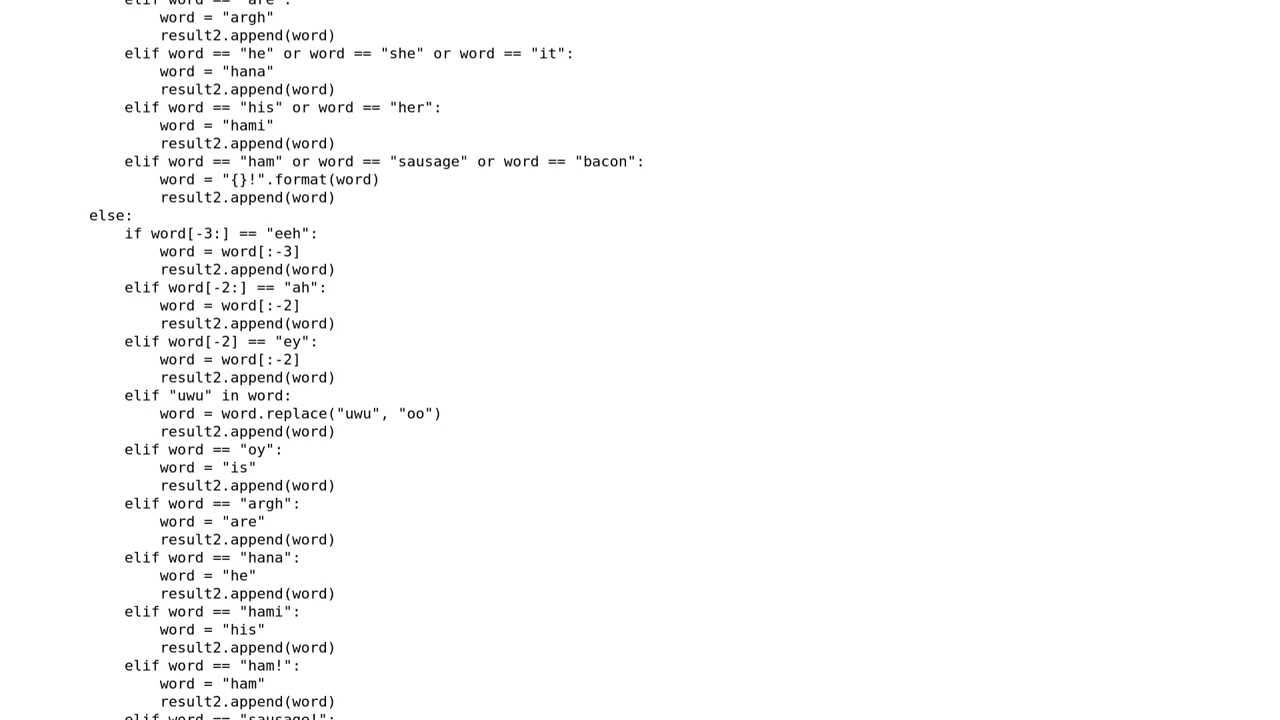 elif word == "are":
word = "argh"
result2.append(word)
elif word == "he" or word == "she" or word == "it":
word = "hana"
result2.append(word)
elif word == "his" or word == "her":
word = "hami"
result2.append(word)
elif word == "ham" or word == "sausage" or word == "bacon":
word = "{}!".format(word)
result2.append(word)
else:
if word[-3:] == "eeh":
word = word[:-3]
result2.append(word)
elif word[-2:] == "ah":
word = word[:-2]
result2.append(word)
elif word[-2] == "ey":
word = word[:-2]
result2.append(word)
elif "uwu" in word:
word = word.replace("uwu", "oo")
result2.append(word)
elif word == "oy":
word = "is"
result2.append(word)
elif word == "argh":
word = "are"
result2.append(word)
elif word == "hana":
word = "he"
result2.append(word)
elif word == "hami":
word = "his"
result2.append(word)
elif word == "ham!":
word = "ham"
result2.append(word)
elif word == "sausage!":